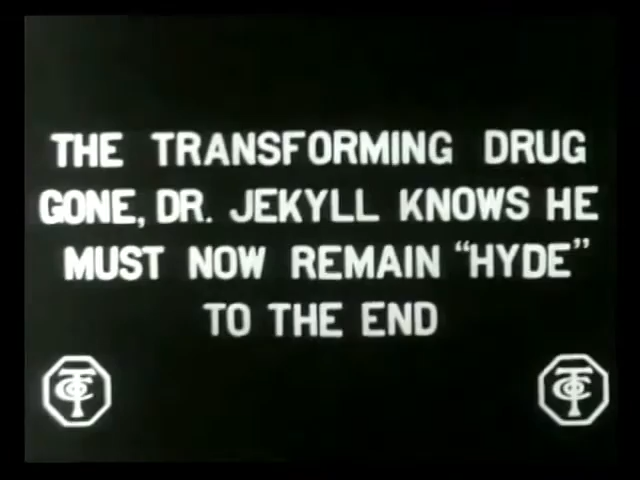 THE TRANSFORMING DRUG
GONE, DR. JEKYLL KNOWS HE
MUST NOW REMAIN “HYDE”
TO THE END